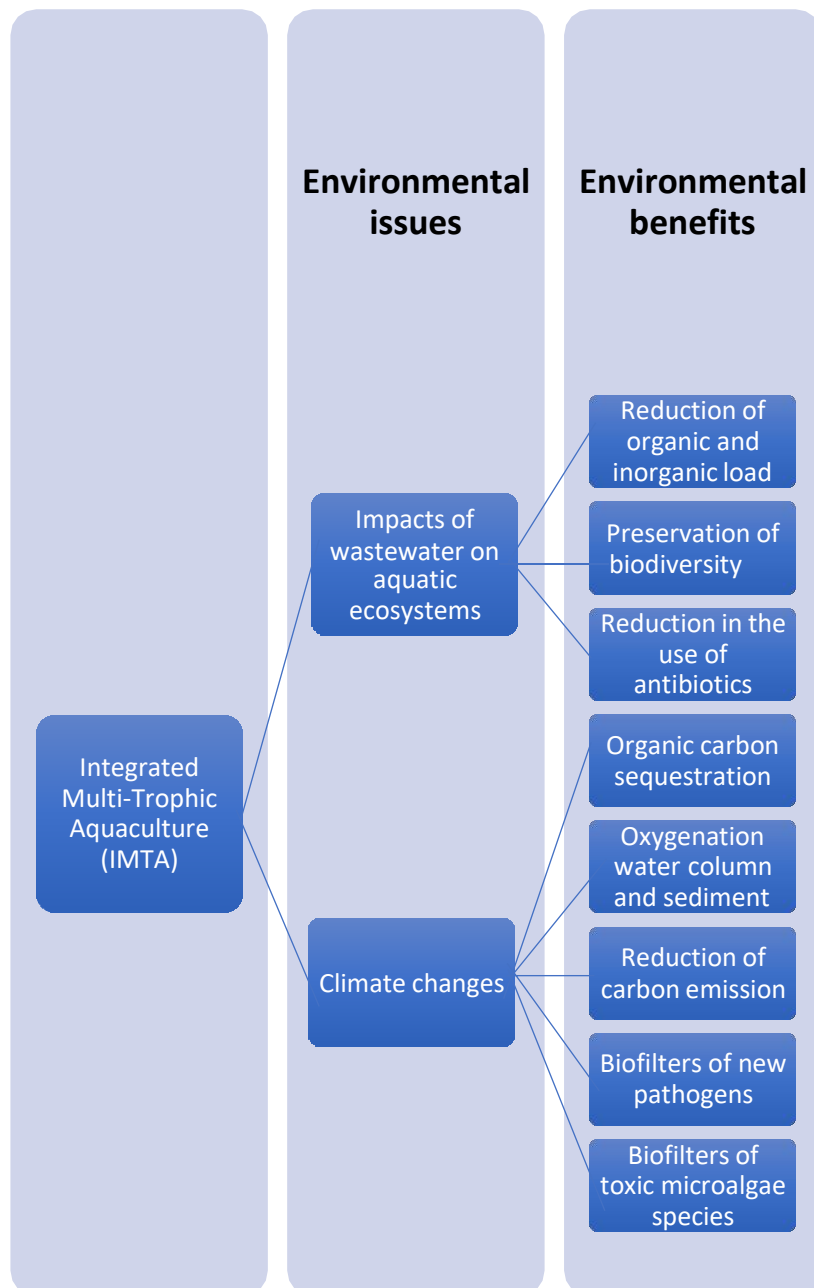 Environmental
issues
Environmental
benefits
Integrated
Multi-Trophic
Aquaculture
(IMTA)
Impacts of
wastewater on
aquatic
ecosystems
Climate changes
Reduction of
organic and
inorganic load
Preservation of
biodiversity
Reduction in the
use of
antibiotics
Organic carbon
sequestration
Oxygenation
water column
and sediment
Reduction of
carbon emission
Biofilters of new
pathogens
Biofilters of
toxic microalgae
species